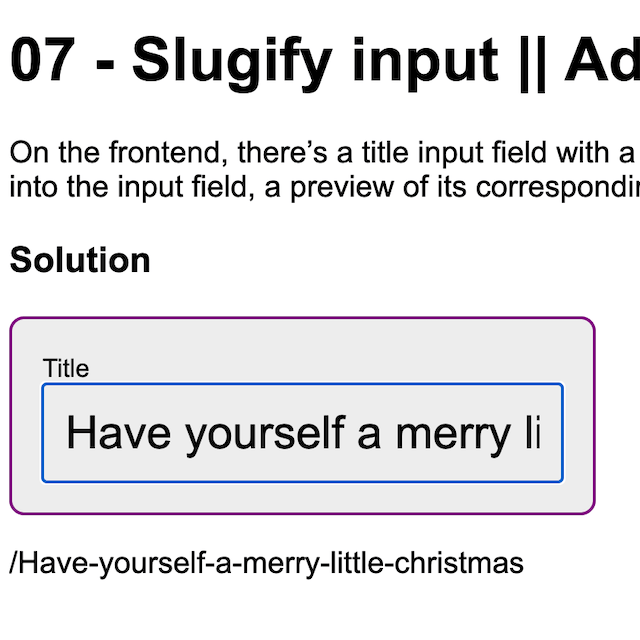 07 - Slugify input || Ad
On the frontend, there’s a title input field with a
into the input field, a preview of its correspondin
Solution
Title
Have yourself a merry li
/Have-yourself-a-merry-little-christmas